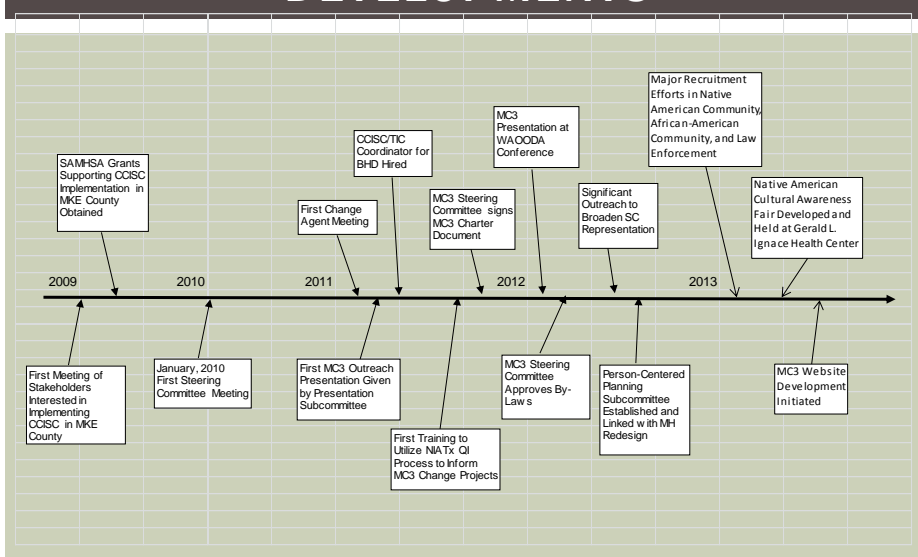 DEVELOPMENTS
Major Recruitment
Efforts in Native
American Community,
African-American
Community, and Law
Enforcement
MC3
Presentation at
WAOODA
Conference
CCISC/TIC
Coordinator for
BHD Hired
SAMHSA Grants
Supporting CCISC
Implementation in
MKE County
Obtained
Native American
Cultural Awareness
Fair Developed and
Held at Gerald L.
Ignace Health Center
Significant
Outreach to
Broaden SC
Representation
MC3 Steering
Committee signs
MC3 Charter
Document
First Change
Agent Meeting
2009 2010 2011 2012 2013
First Meeting of
Stakeholders
Interested in
Implementing
CCISC in MKE
County
January, 2010
First Steering
Committee Meeting
First MC3 Outreach
Presentation Given
by Presentation
Subcommittee
First Training to
Utilize NIATx QI
Process to Inform
MC3 Change Projects
MC3 Steering
Committee
Approves By-
Laws
Person-Centered
Planning
Subcommittee
Established and
Linked with MH
Redesign
MC3 Website
Development
Initiated